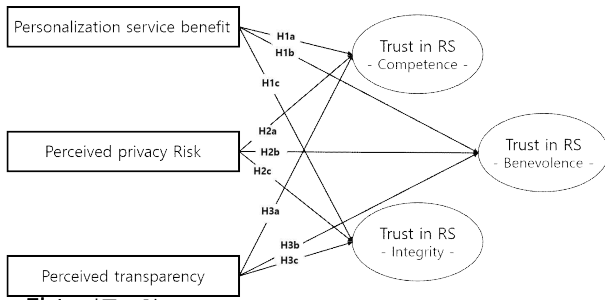 Personalization service benefit
Perceived privacy Risk
Perceived transparency
H1a
H1b
H1c
H2a
H2b
H2c
H3a
H3b
H3c
Trust in RS
- Competence -
Trust in RS
- Benevolence -
Trust in RS
- Integrity -